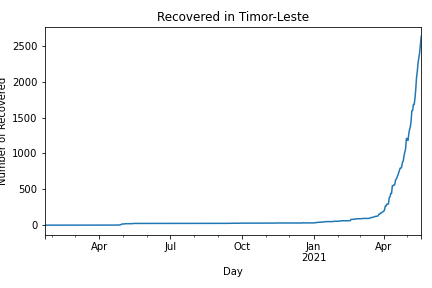 Recovered in Timor-Leste
Number of Recovered
2500
2000
1500
1000
500
0
Apr
Jul
Oct
Jan
2021
Apr
Day